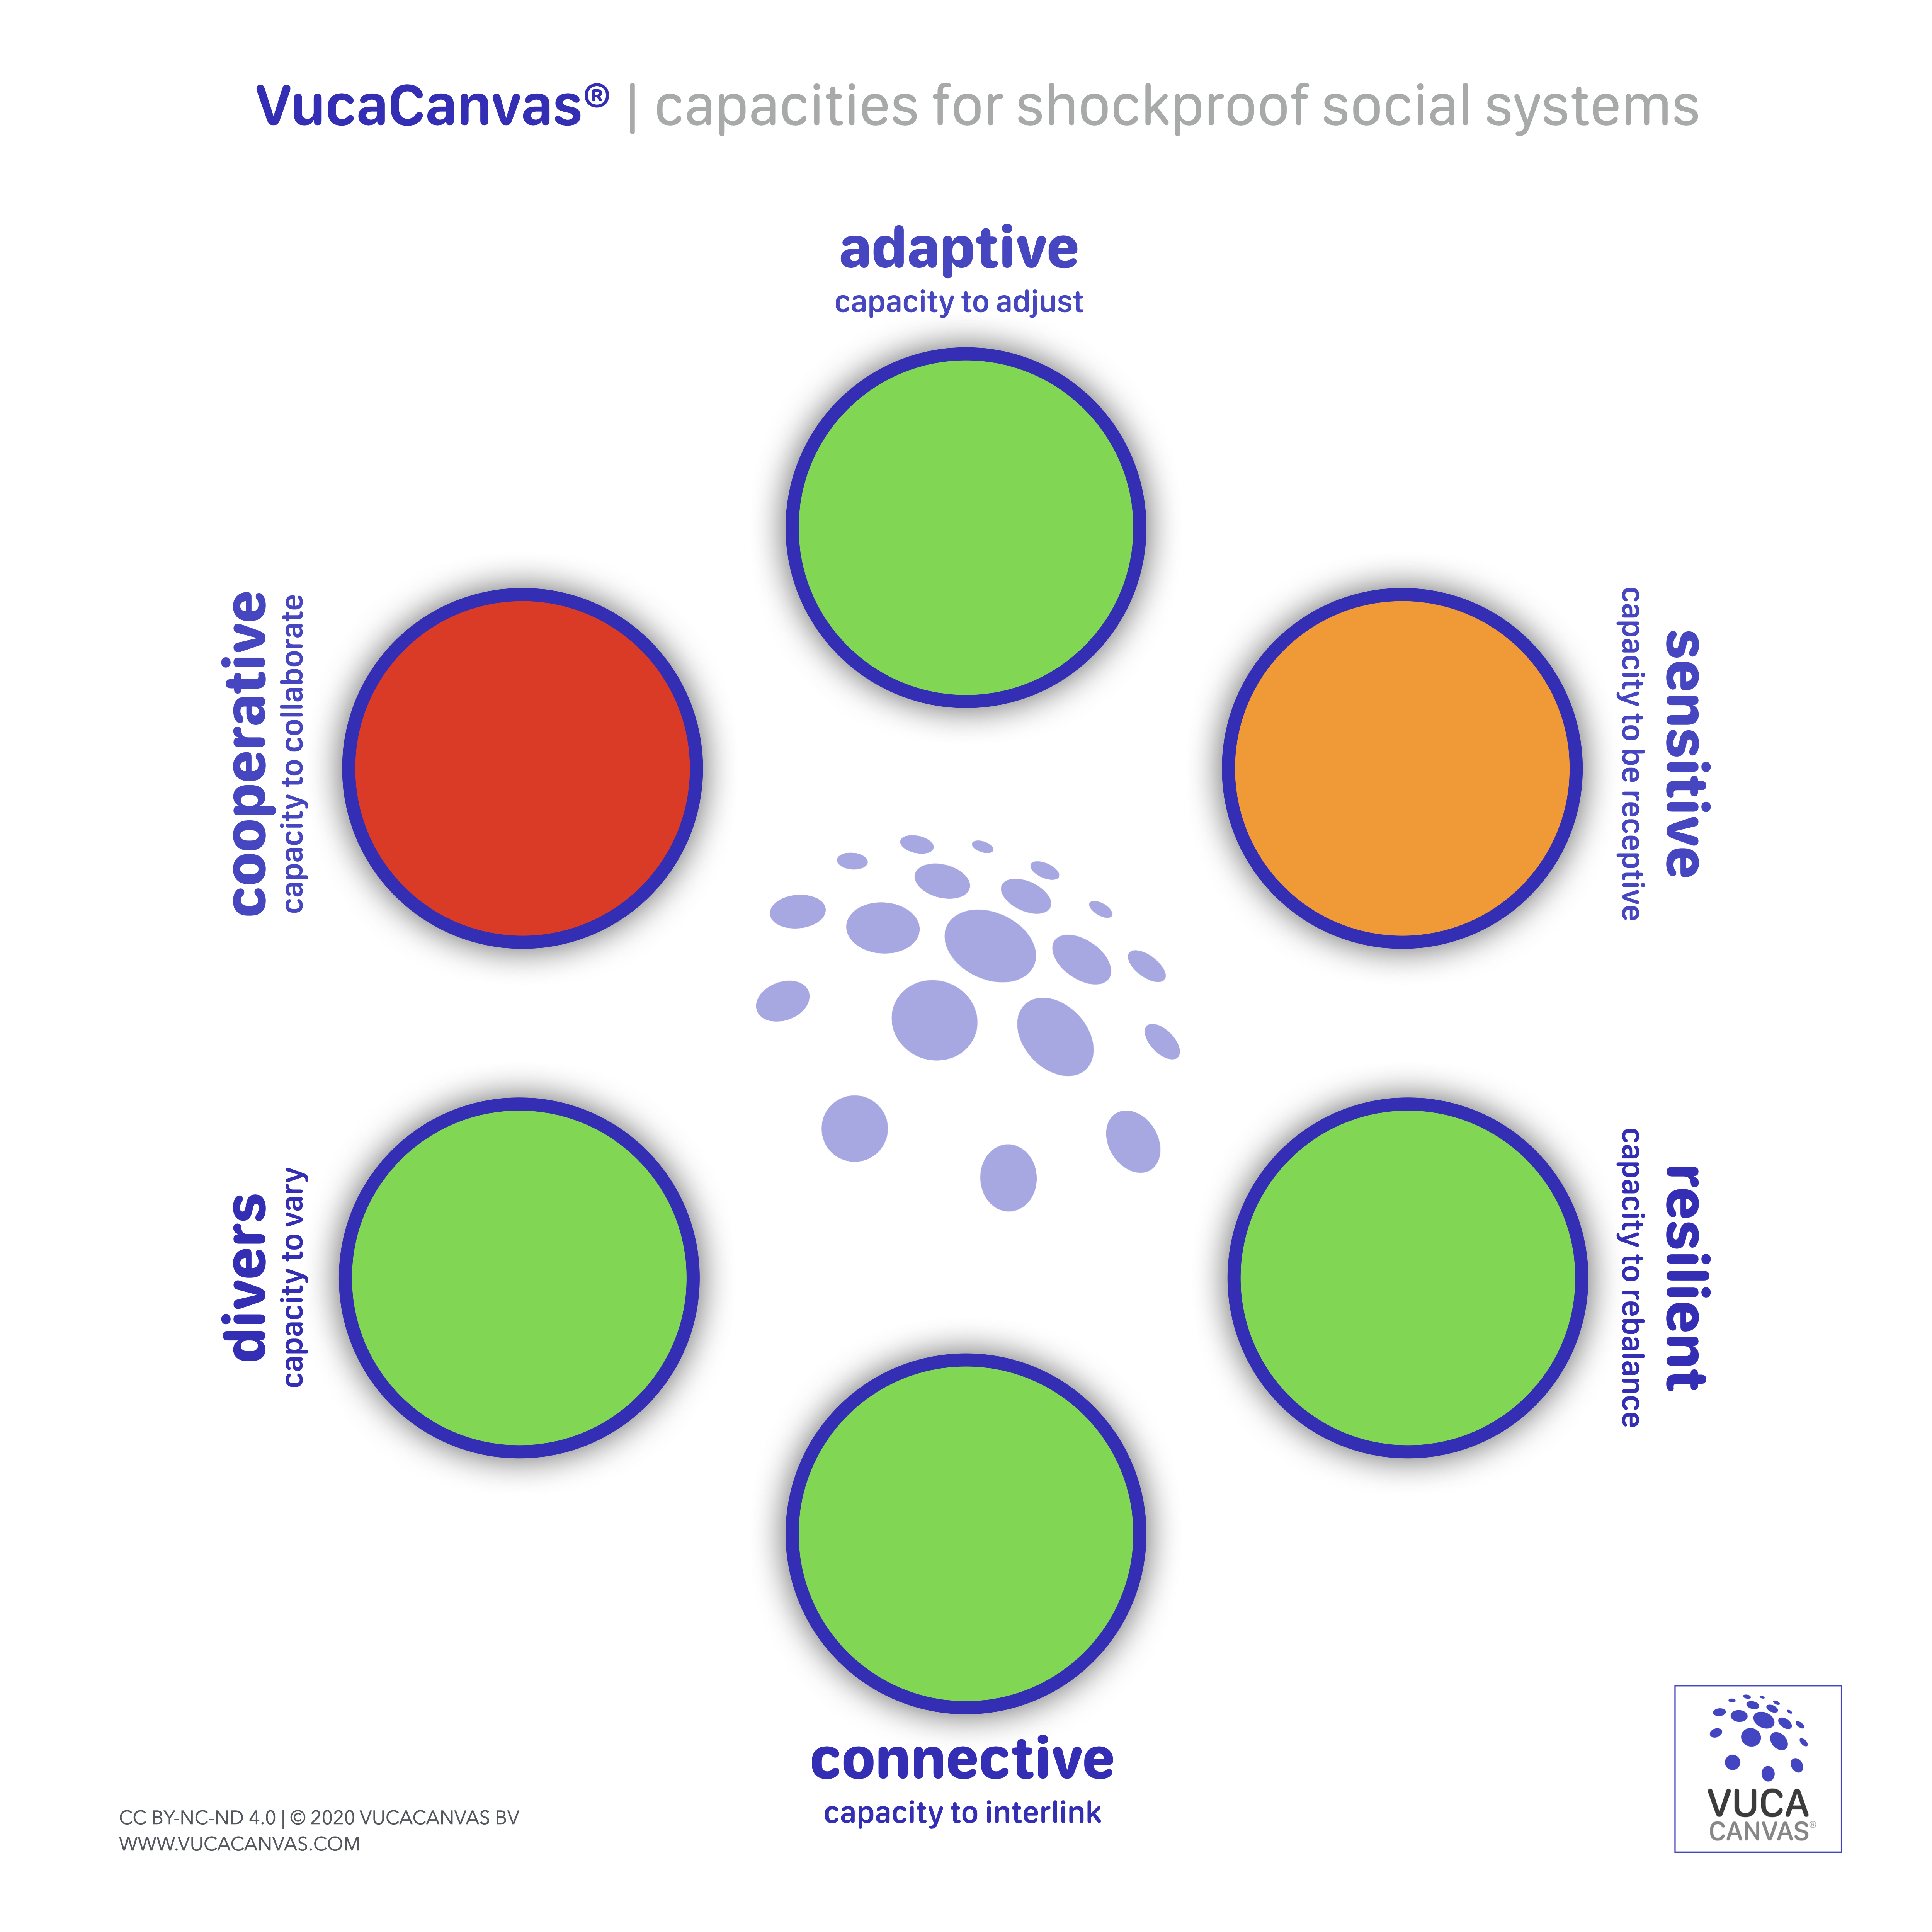 VucaCanvas® | capacities for shockproof social systems
adaptive
capacity to adjust
cooperative
capacity to collaborate
sensitive
capacity to be receptive
divers
capacity to vary
resilient
capacity to rebalance
connective
capacity to interlink
CC BY-NC-ND 4.0 | © 2020 VUCACANVAS BV
WWW.VUCACANVAS.COM
VUCA
CANVAS®